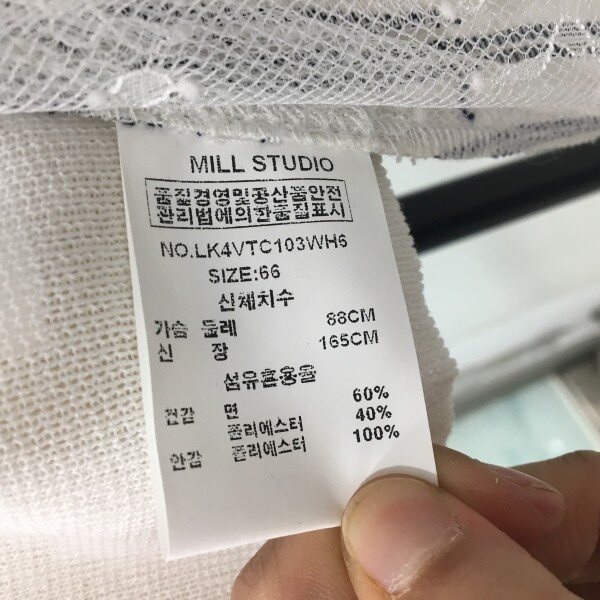 MILL STUDIO
품질경영및공산품안전
관리법에의한품질표시
NO.LK4VTC103WH6
SIZE:66
신체치수
가슴 둘레 88CM
신 장 165CM
섬유혼용율
겉감 면 60%
폴리에스터 40%
안감 폴리에스터 100%